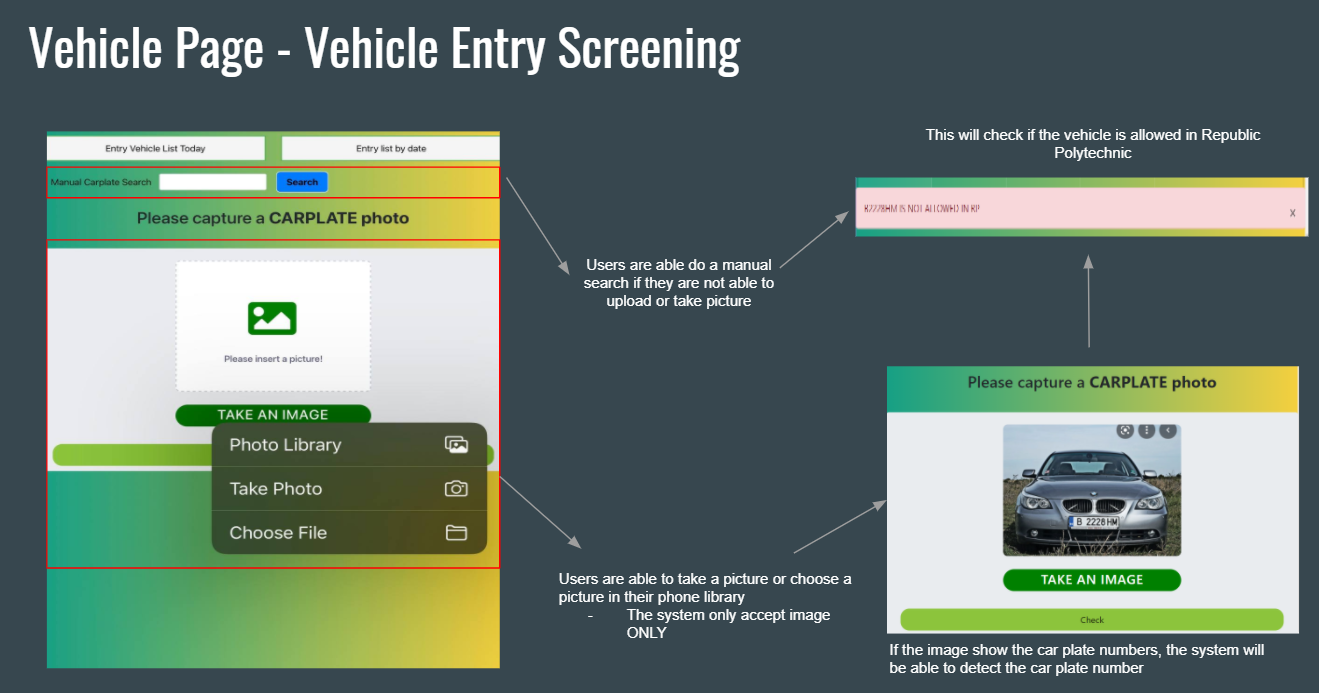 Vehicle Page - Vehicle Entry Screening
Entry Vehicle List Today
Entry list by date
Manual Carplate Search
Search
Please capture a CARPLATE photo
Please insert a picture!
TAKE AN IMAGE
Photo Library
Take Photo
Choose File
Users are able do a manual
search if they are not able to
upload or take picture
Users are able to take a picture or choose a
picture in their phone library
- The system only accept image
ONLY
This will check if the vehicle is allowed in Republic
Polytechnic
B2228HM IS NOT ALLOWED IN RP
X
Please capture a CARPLATE photo
B 2228 HM
TAKE AN IMAGE
Check
If the image show the car plate numbers, the system will
be able to detect the car plate number